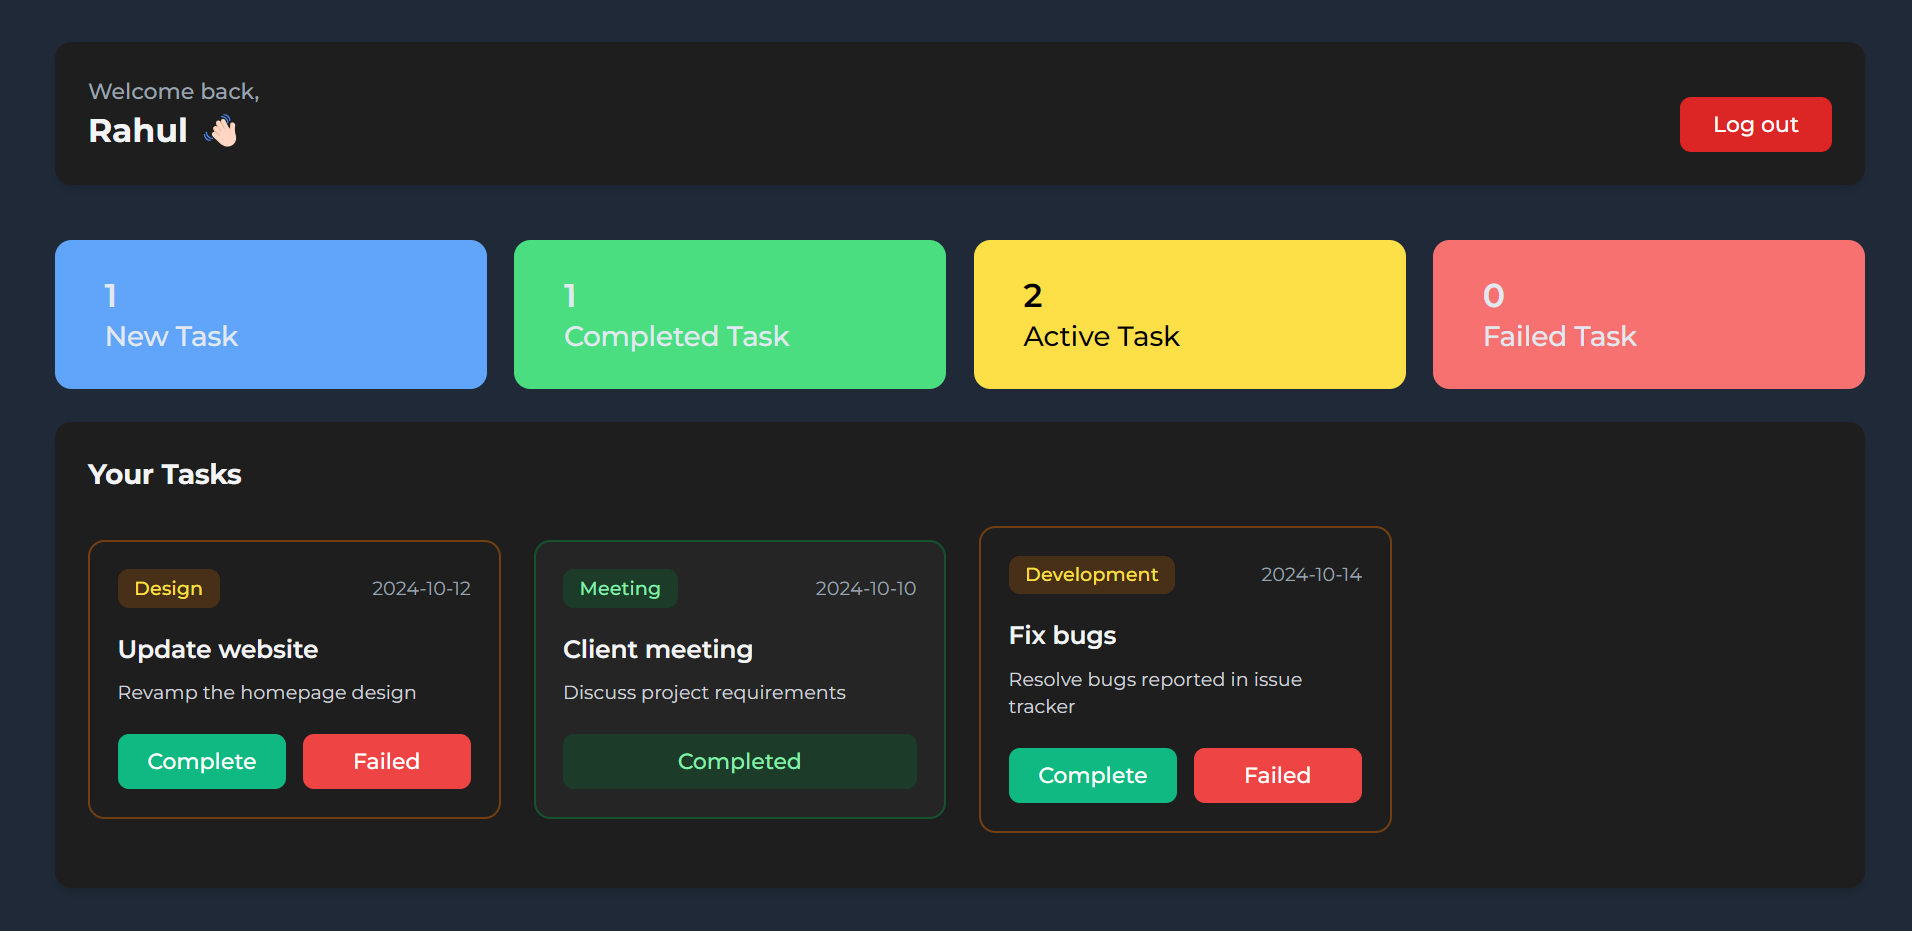 Welcome back,
Rahul 👋🏻
Log out
1
New Task
1
Completed Task
2
Active Task
0
Failed Task
Your Tasks
Design
2024-10-12
Update website
Revamp the homepage design
Complete
Failed
Meeting
2024-10-10
Client meeting
Discuss project requirements
Completed
Development
2024-10-14
Fix bugs
Resolve bugs reported in issue
tracker
Complete
Failed